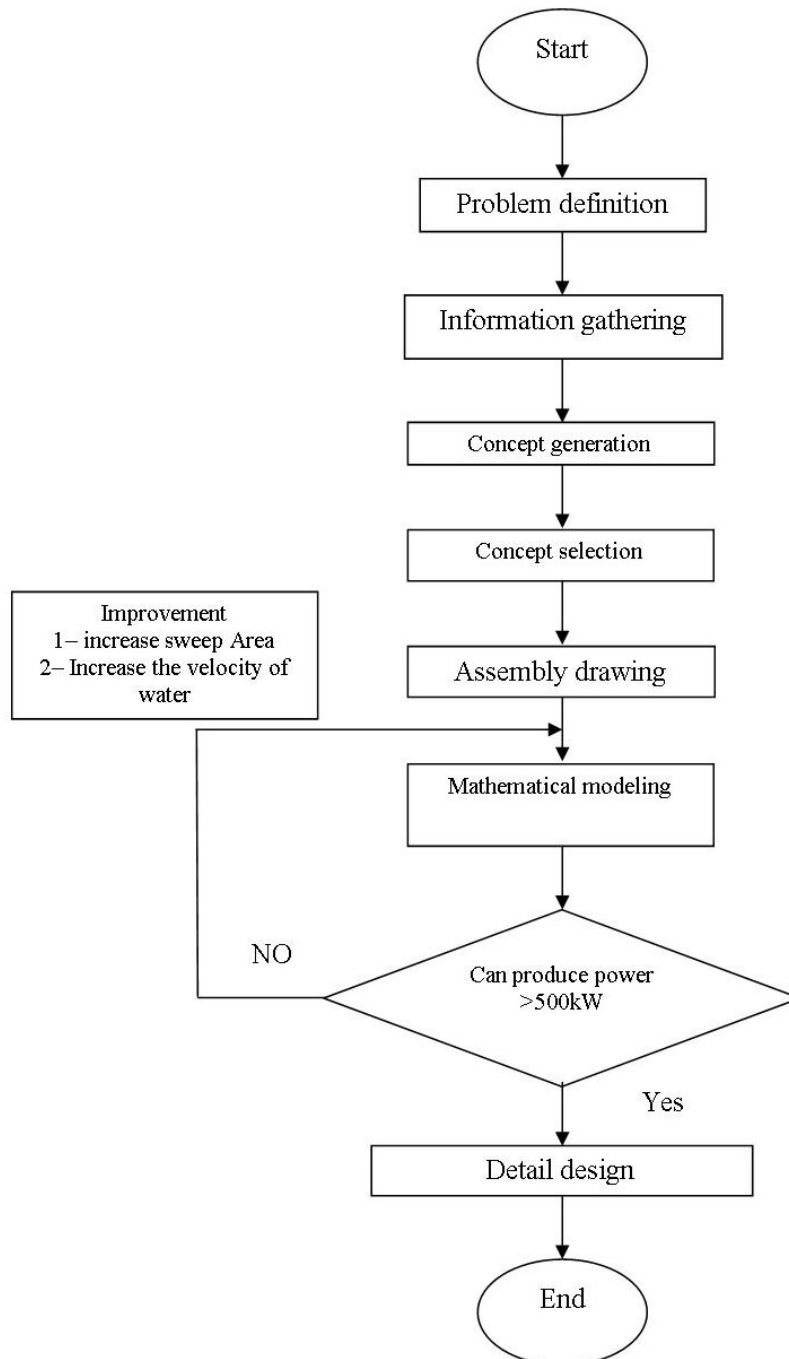 Start
Problem definition
Information gathering
Concept generation
Concept selection
Improvement
1– increase sweep Area
2– Increase the velocity of
water
Assembly drawing
Mathematical modeling
NO
Can produce power
>500kW
Yes
Detail design
End